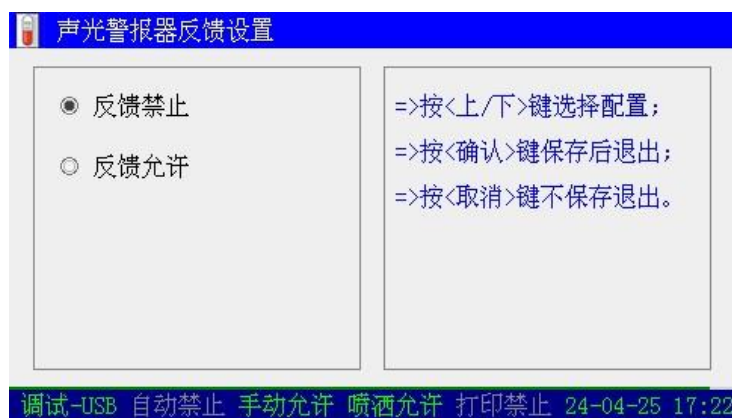 声光警报器反馈设置
反馈禁止
反馈允许
=>按<上/下>键选择配置;
=>按<确认>键保存后退出;
=>按<取消>键不保存退出。
调试-USB 自动禁止 手动允许 喷洒允许 打印禁止 24-04-25 17:22